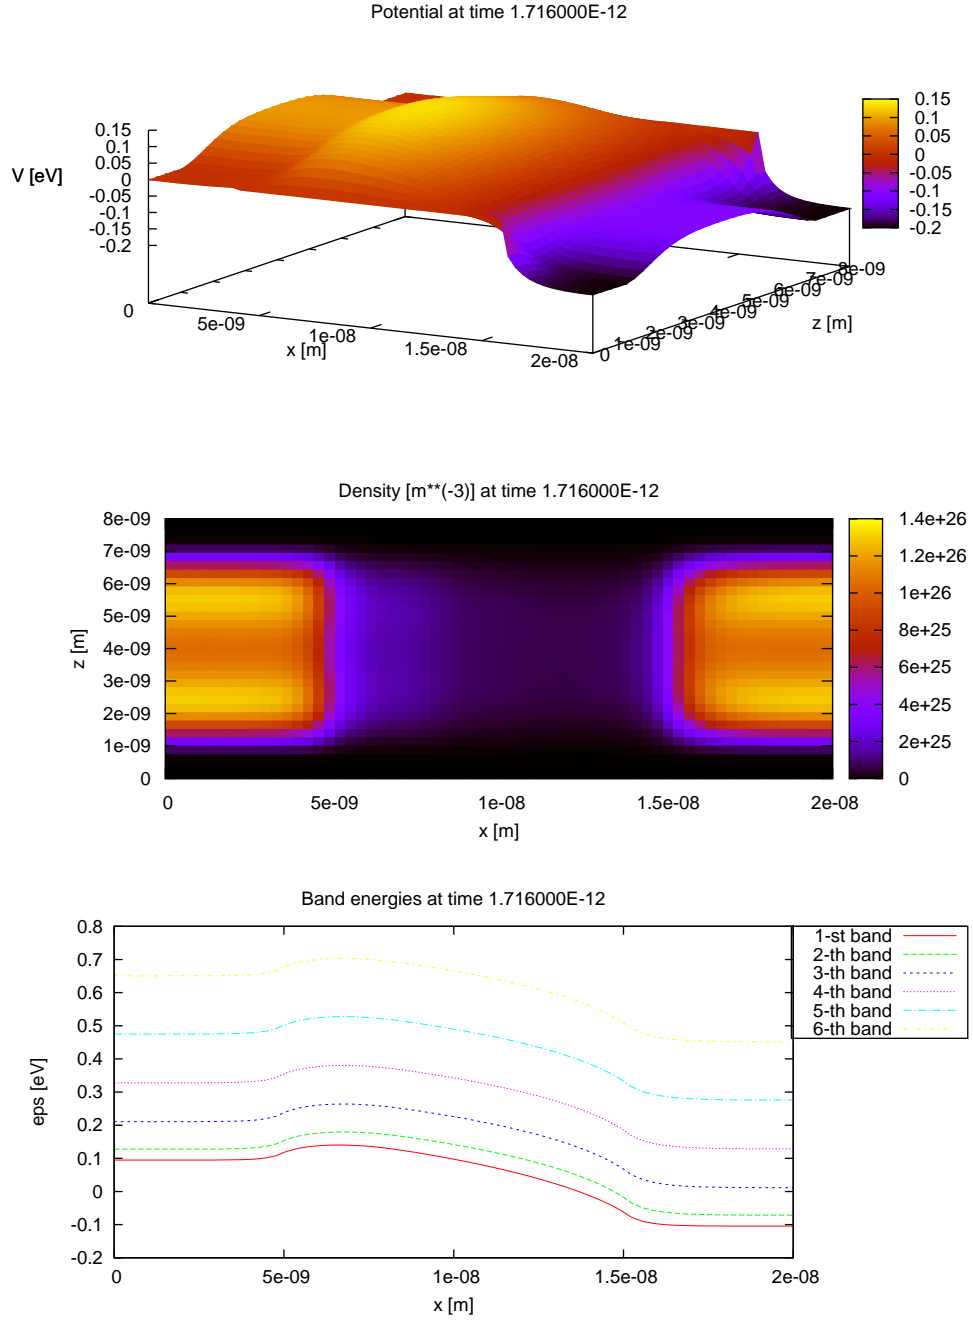 Potential at time 1.716000E-12
0.15
0.1
0.05
0
-0.05
-0.1
-0.15
-0.2
V [eV]
0.15
0.1
0.05
0
-0.05
-0.1
-0.15
-0.2
0
5e-09
1e-08
1.5e-08
2e-08
x [m]
0
1e-09
2e-09
3e-09
4e-09
5e-09
6e-09
7e-09
8e-09
z [m]
Density [m**(-3)] at time 1.716000E-12
8e-09
7e-09
6e-09
5e-09
4e-09
3e-09
2e-09
1e-09
0
z [m]
0
5e-09
1e-08
1.5e-08
2e-08
x [m]
1.4e+26
1.2e+26
1e+26
8e+25
6e+25
4e+25
2e+25
0
Band energies at time 1.716000E-12
0.8
0.7
0.6
0.5
0.4
0.3
0.2
0.1
0
-0.1
-0.2
eps [eV]
0
5e-09
1e-08
1.5e-08
2e-08
x [m]
1-st band
2-th band
3-th band
4-th band
5-th band
6-th band